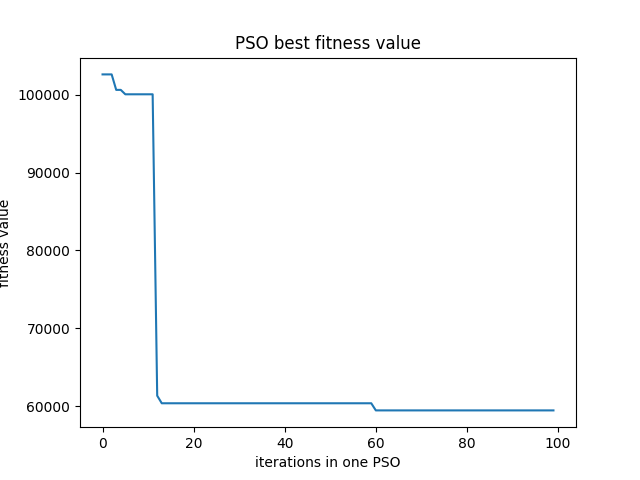 PSO best fitness value
100000
90000
80000
70000
60000
fitness value
0 20 40 60 80 100
iterations in one PSO